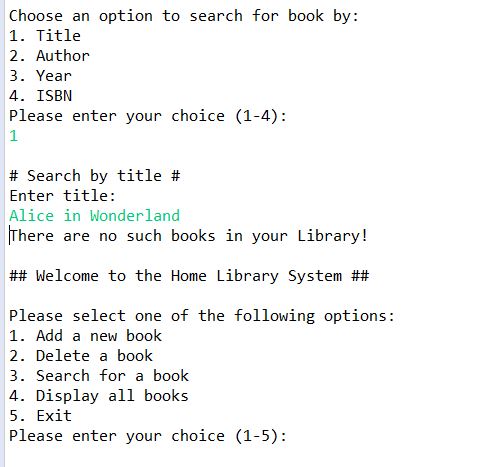 Choose an option to search for book by:
1. Title
2. Author
3. Year
4. ISBN
Please enter your choice (1-4):
1
# Search by title #
Enter title:
Alice in Wonderland
There are no such books in your Library!
## Welcome to the Home Library System ##
Please select one of the following options:
1. Add a new book
2. Delete a book
3. Search for a book
4. Display all books
5. Exit
Please enter your choice (1-5):